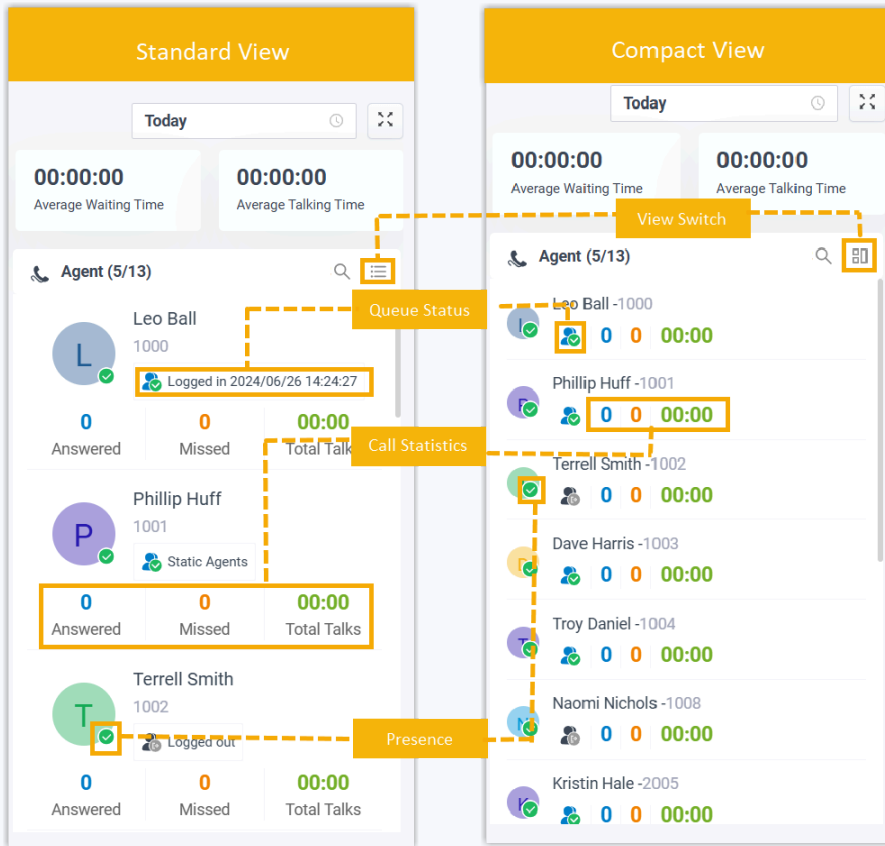 Standard View
Today
00:00:00
Average Waiting Time
00:00:00
Average Talking Time
Agent (5/13)
L
Leo Ball
1000
Logged in 2024/06/26 14:24:27
0
Answered
0
Missed
00:00
Total Talk
P
Phillip Huff
1001
Static Agents
0
Answered
0
Missed
00:00
Total Talks
T
Terrell Smith
1002
Logged out
0
Answered
0
Missed
00:00
Total Talks
View Switch
Queue Status
Call Statistics
Presence
Compact View
Today
00:00:00
Average Waiting Time
00:00:00
Average Talking Time
Agent (5/13)
L
Leo Ball -1000
0 0 00:00
P
Phillip Huff -1001
0 0 00:00
Terrell Smith -1002
0 0 00:00
D
Dave Harris -1003
0 0 00:00
T
Troy Daniel -1004
0 0 00:00
N
Naomi Nichols -1008
0 0 00:00
K
Kristin Hale -2005
0 0 00:00